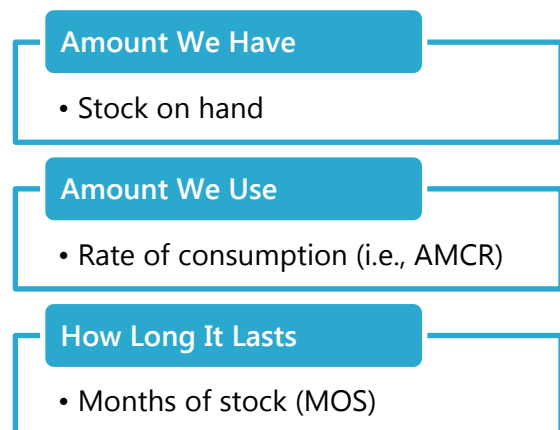 Amount We Have
• Stock on hand
Amount We Use
• Rate of consumption (i.e., AMCR)
How Long It Lasts
• Months of stock (MOS)